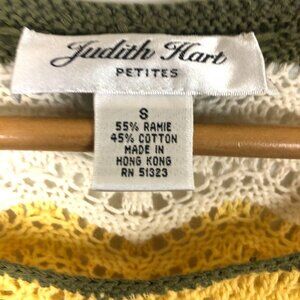 Judith Hart
PETITES
S
55% RAMIE
45% COTTON
MADE IN
HONG KONG
RN 51323